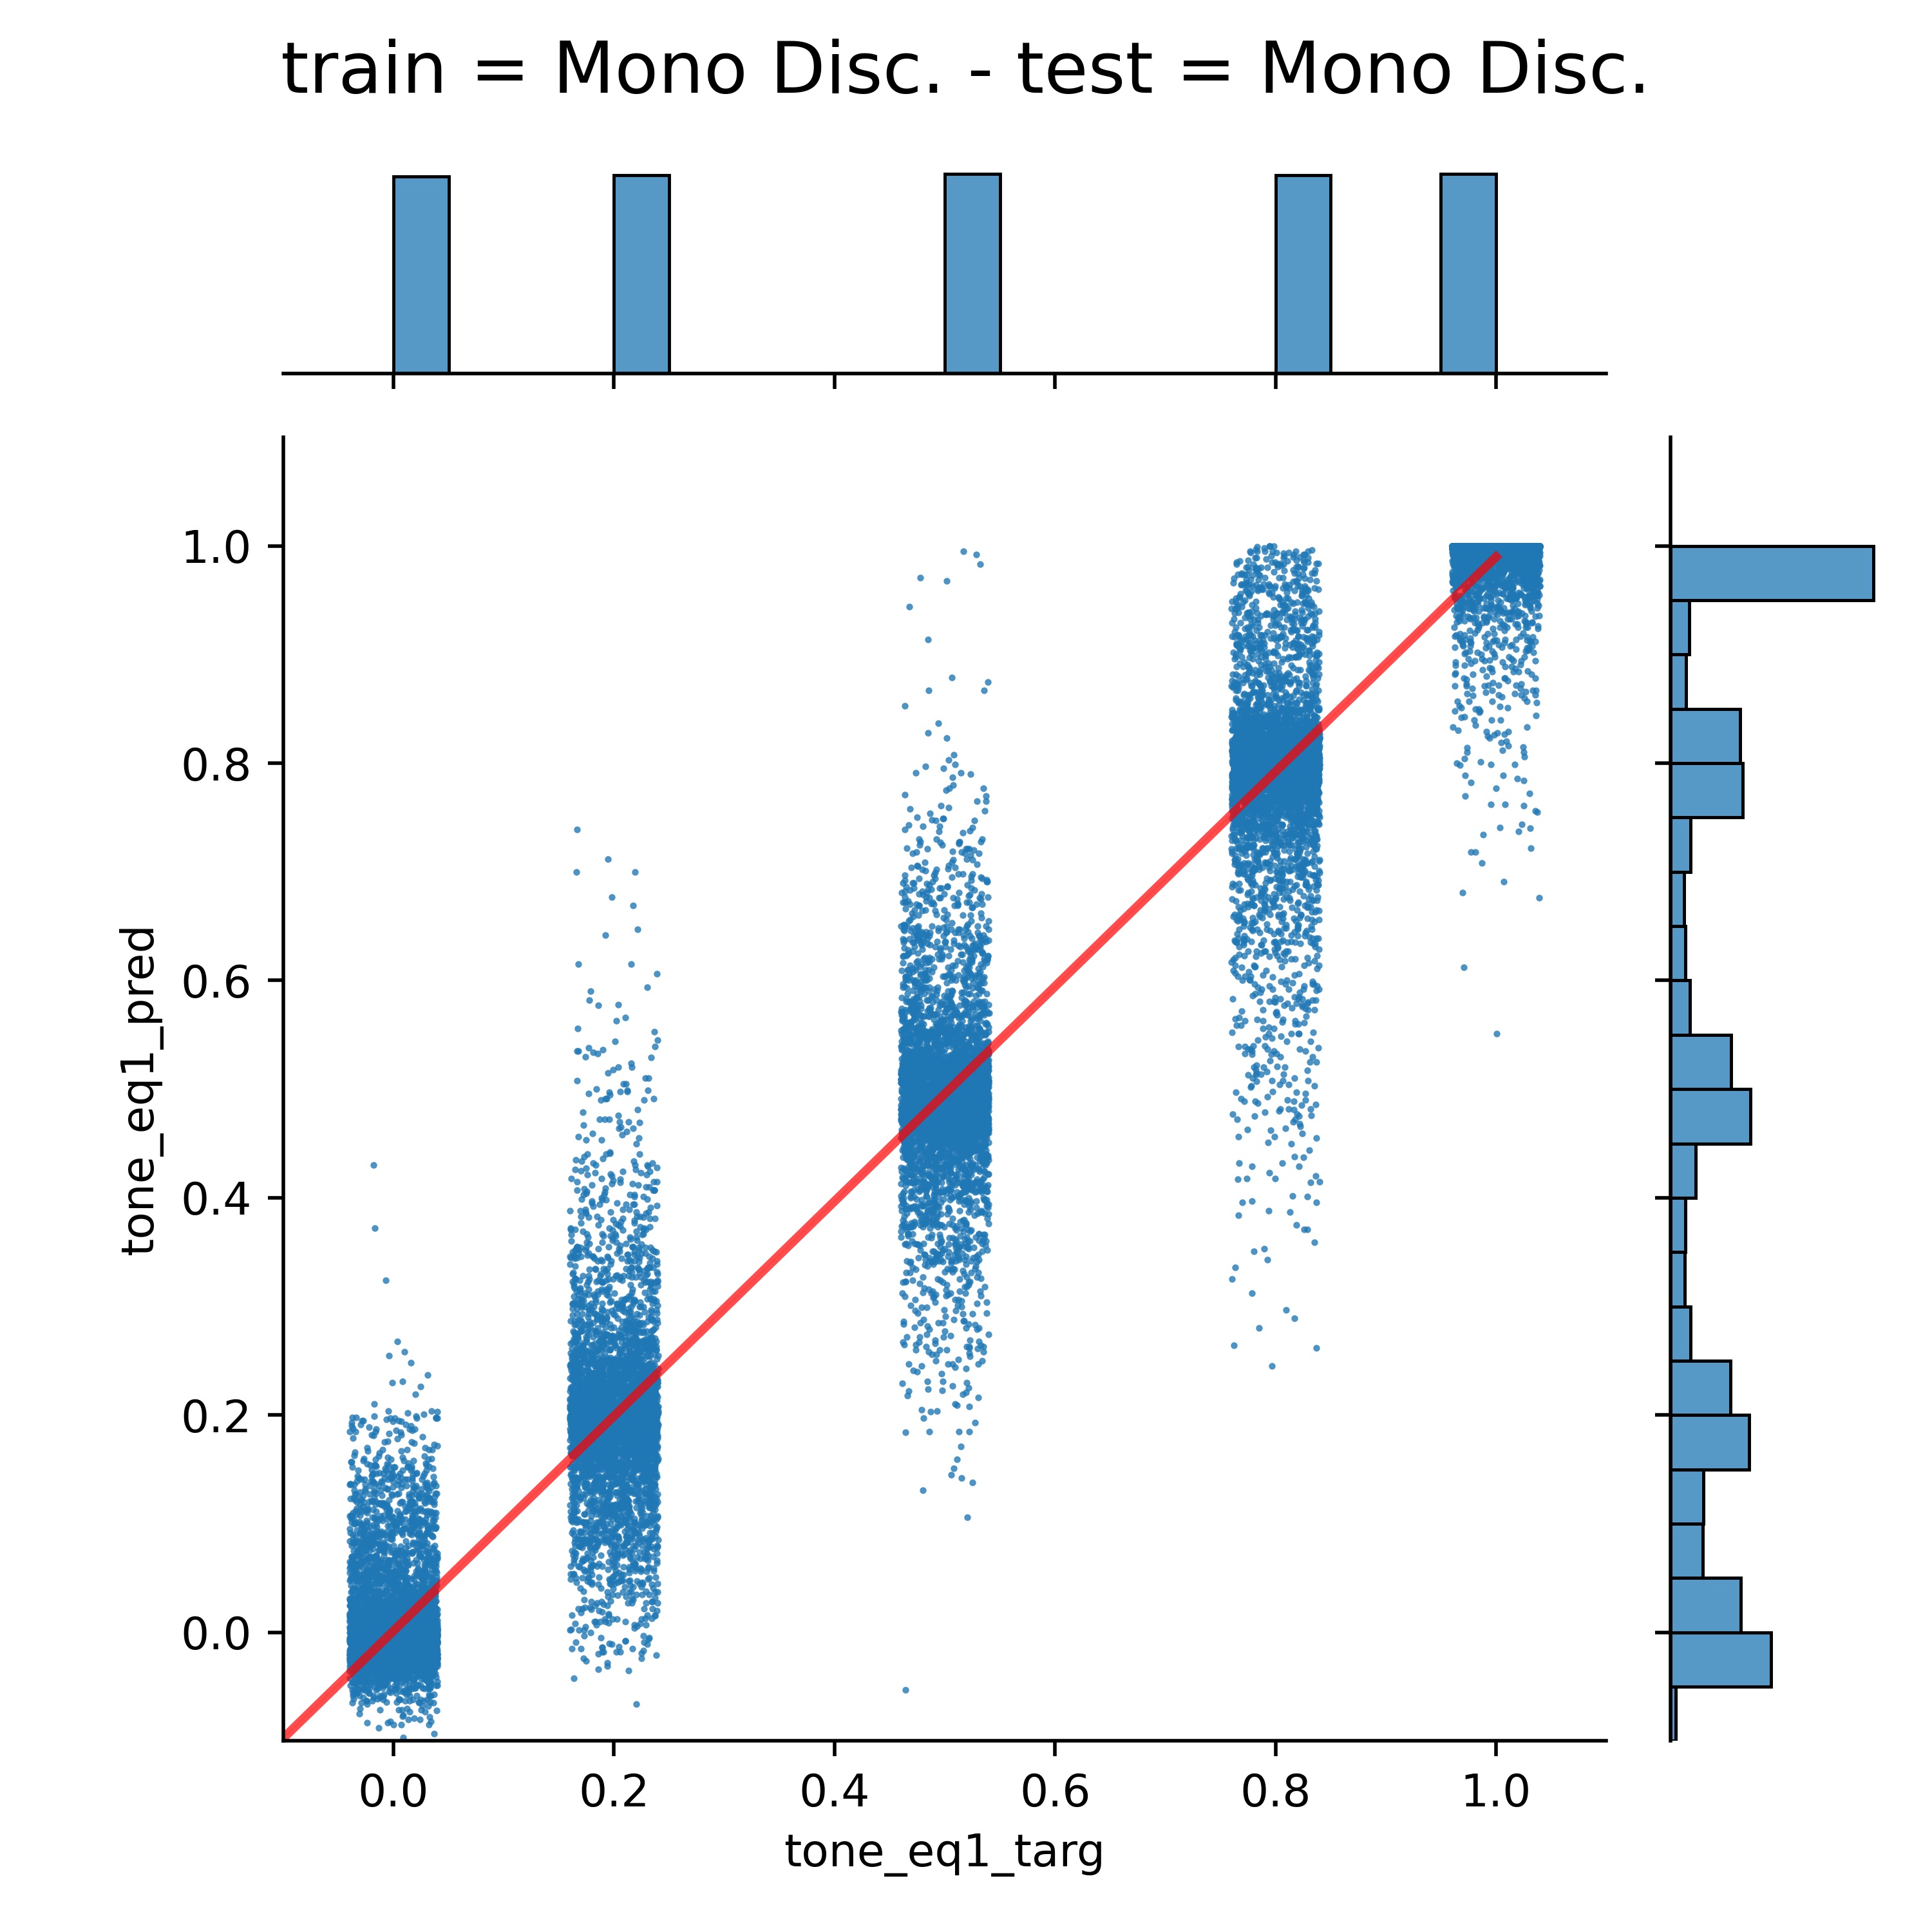 train = Mono Disc. - test = Mono Disc.
1.0
0.8
0.6
0.4
0.2
0.0
tone_eq1_pred
0.0 0.2 0.4 0.6 0.8 1.0
tone_eq1_targ